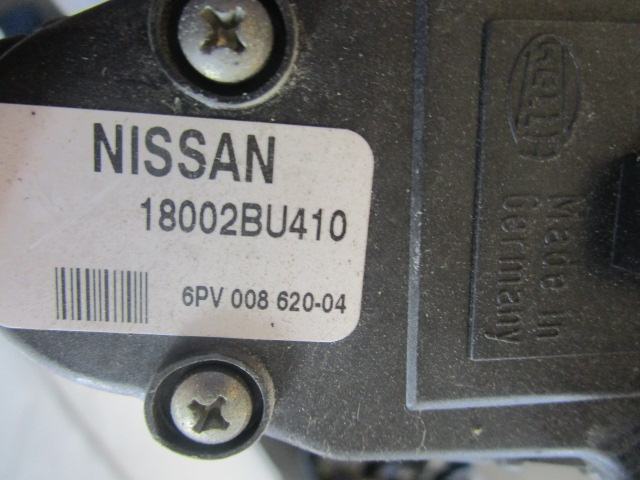 NISSAN
18002BU410
6PV 008 620-04
HELLA
Made In
Germany